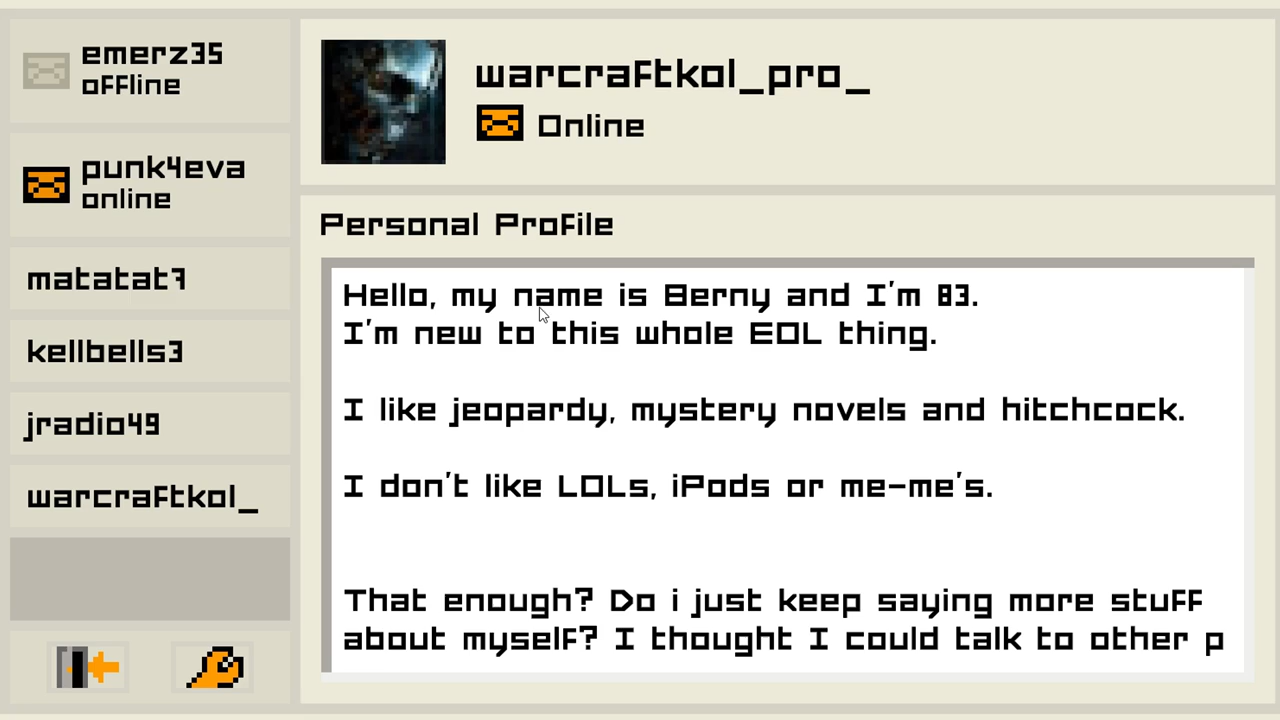 emerz35
offline
punk4eva
online
matatat7
kellbells3
jradio49
warcraftkol_
warcraftkol_pro_
Online
Personal Profile
Hello, my name is Berny and I'm 83.
I'm new to this whole EOL thing.
I like jeopardy, mystery novels and hitchcock.
I don't like LOLs, iPods or me-me's.
That enough? Do i just keep saying more stuff
about myself? I thought I could talk to other p